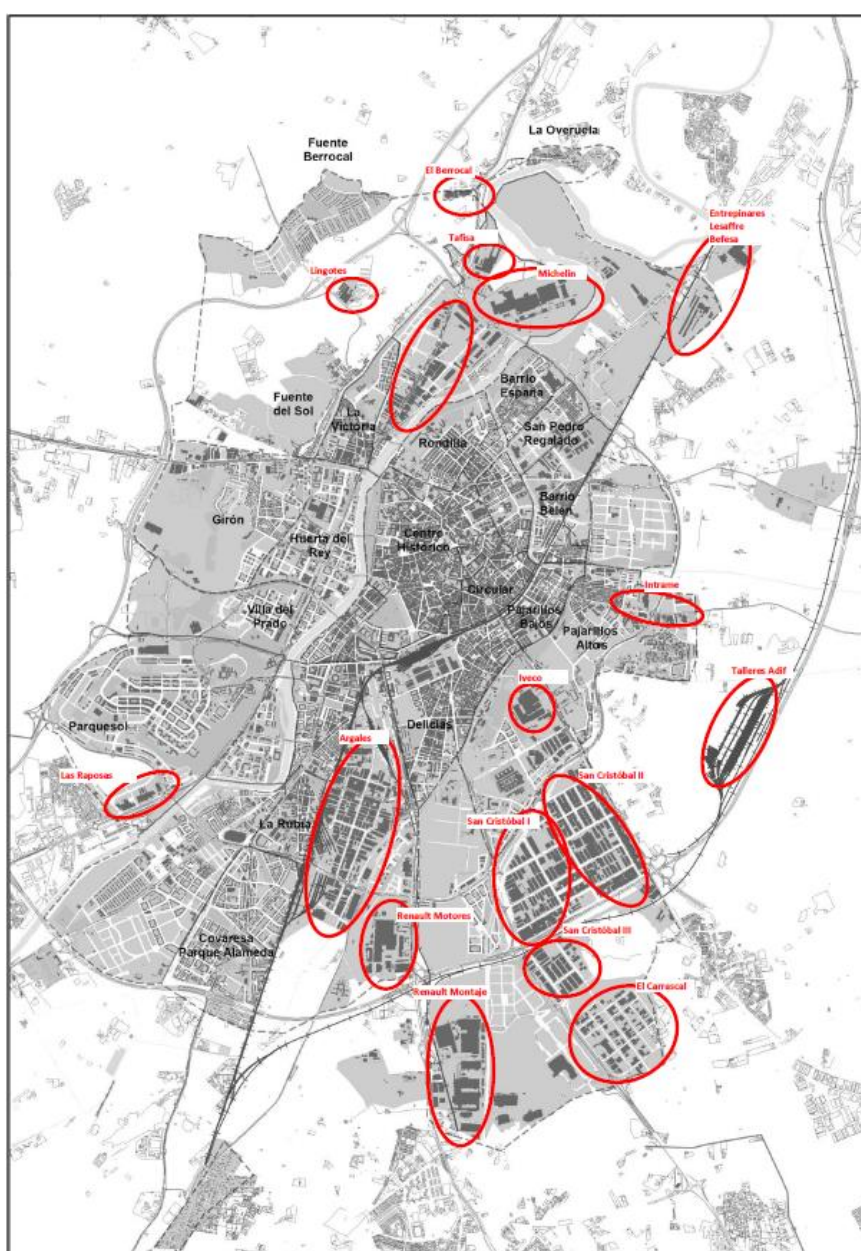 La Overuela
Fuente
Berrocal
El Berrocal
Entrepinares
Lesaffre
Befesa
Tafisa
Lingotes
Michelin
Barrio
España
Fuente
del Sol
La
Victoria
San Pedro
Regalado
Rondilla
Barrio
Belén
Girón
Huerta del
Rey
Centro
Histórico
Circular
Intrame
Villa del
Prado
Pajarillos
Bajos
Pajarillos
Altos
Iveco
Talleres Adif
Parquesol
Delicias
Argales
Las Raposas
San Cristóbal II
La Rubia
San Cristóbal I
Renault Motores
San Cristóbal III
Covaresa
Parque Alameda
Renault Montaje
El Carrascal